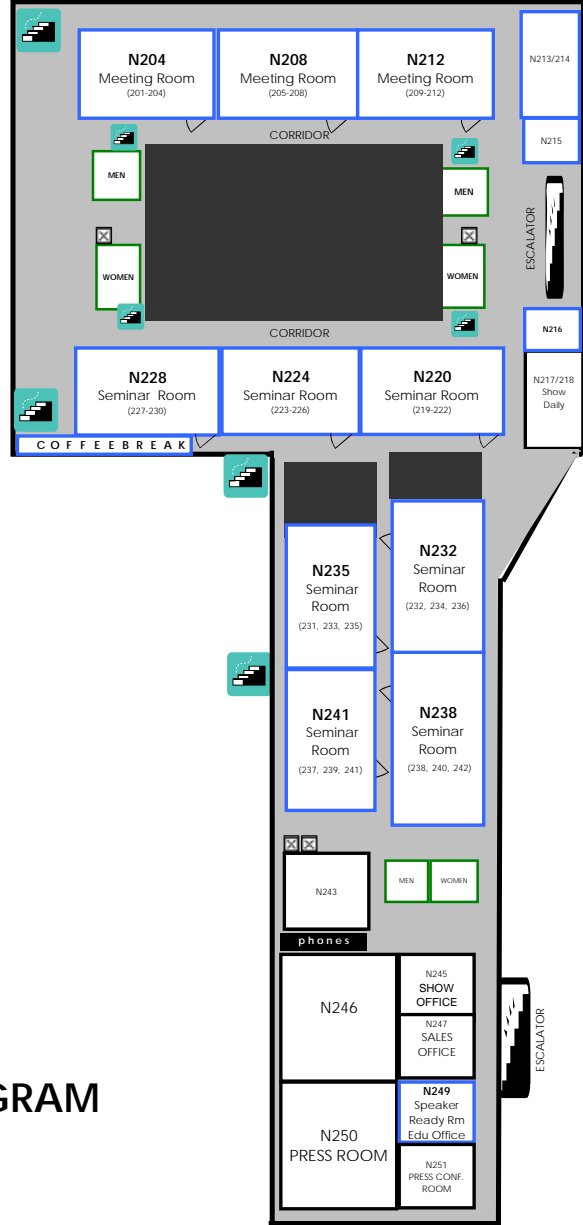 N204
Meeting Room
(201-204)
N208
Meeting Room
(205-208)
N212
Meeting Room
(209-212)
N213/214
N215
CORRIDOR
MEN
MEN
WOMEN
WOMEN
ESCALATOR
CORRIDOR
N216
N228
Seminar Room
(227-230)
N224
Seminar Room
(223-226)
N220
Seminar Room
(219-222)
N217/218
Show
Daily
COFFEEBREAK
N235
Seminar
Room
(231, 233, 235)
N232
Seminar
Room
(232, 234, 236)
N241
Seminar
Room
(237, 239, 241)
N238
Seminar
Room
(238, 240, 242)
N243
MEN
WOMEN
phones
N246
N245
SHOW
OFFICE
N247
SALES
OFFICE
ESCALATOR
N250
PRESS ROOM
N249
Speaker
Ready Rm
Edu Office
N251
PRESS CONF.
ROOM
GRAM